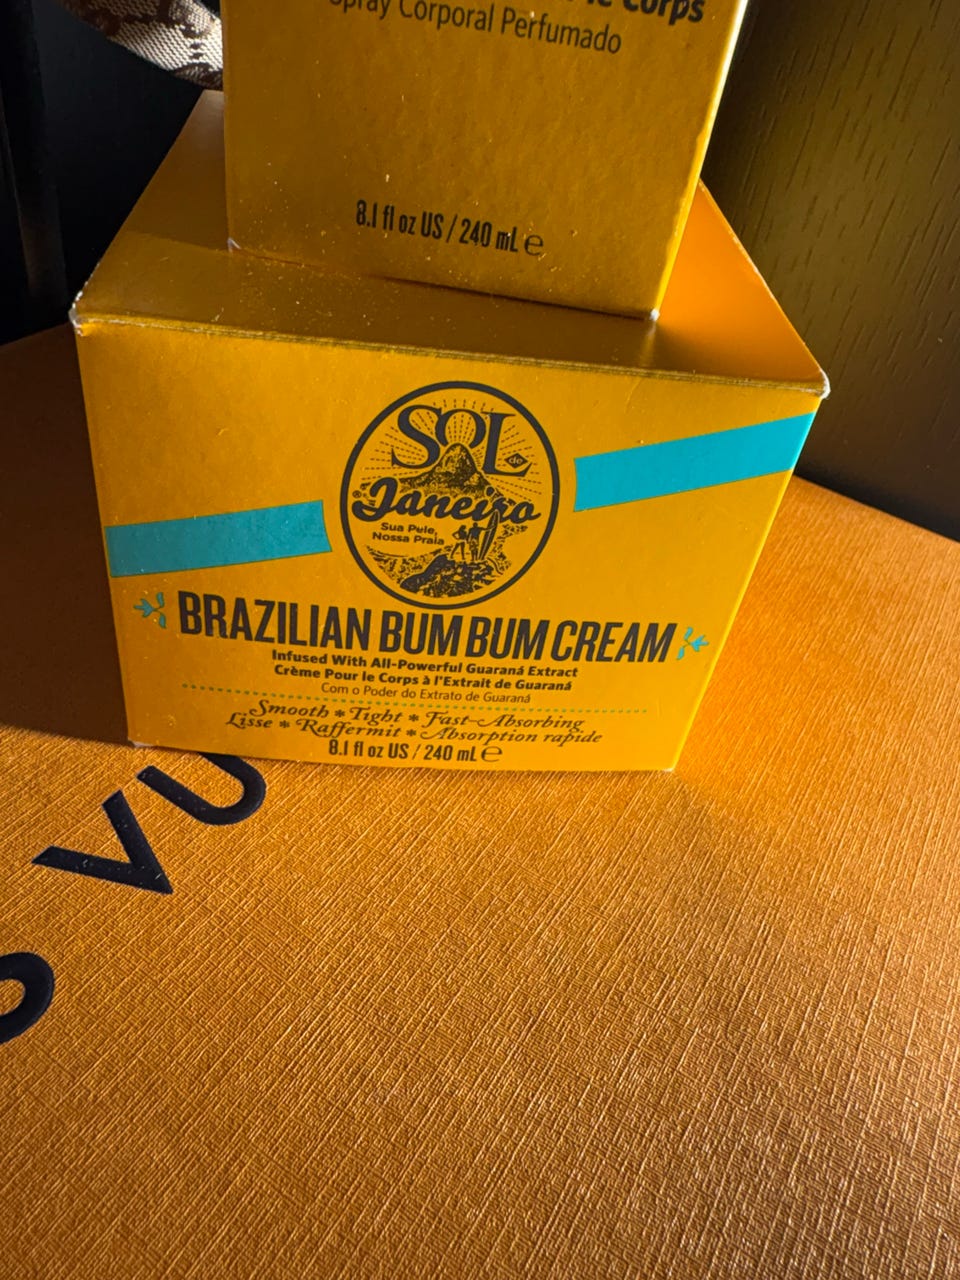 le Corps
Spray Corporal Perfumado
8.1 fl oz US / 240 mL ℮
SOL
de
Janeiro
Sua Pele,
Nossa Praia
BRAZILIAN BUM BUM CREAM
Infused With All-Powerful Guaraná Extract
Crème Pour le Corps à l'Extrait de Guaraná
Com o Poder do Extrato de Guaraná
Smooth * Tight * Fast-Absorbing
Lisse * Raffermit * Absorption rapide
8.1 fl oz US / 240 mL ℮
VU